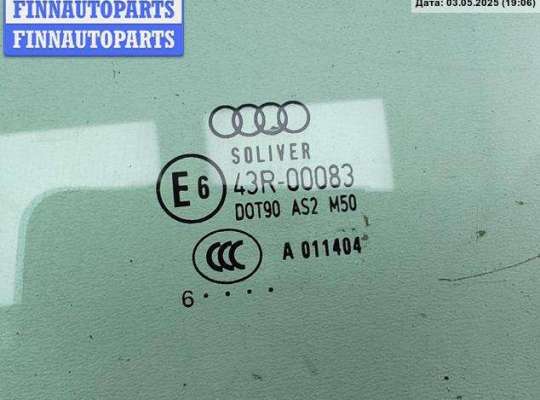 FINNAUTOPARTS
FINNAUTOPARTS
Дата: 03.05.2025 (19:06)
SOLIVER
E6 43R-00083
DOT90 AS2 M50
CCC A 011404
6 · · · ·